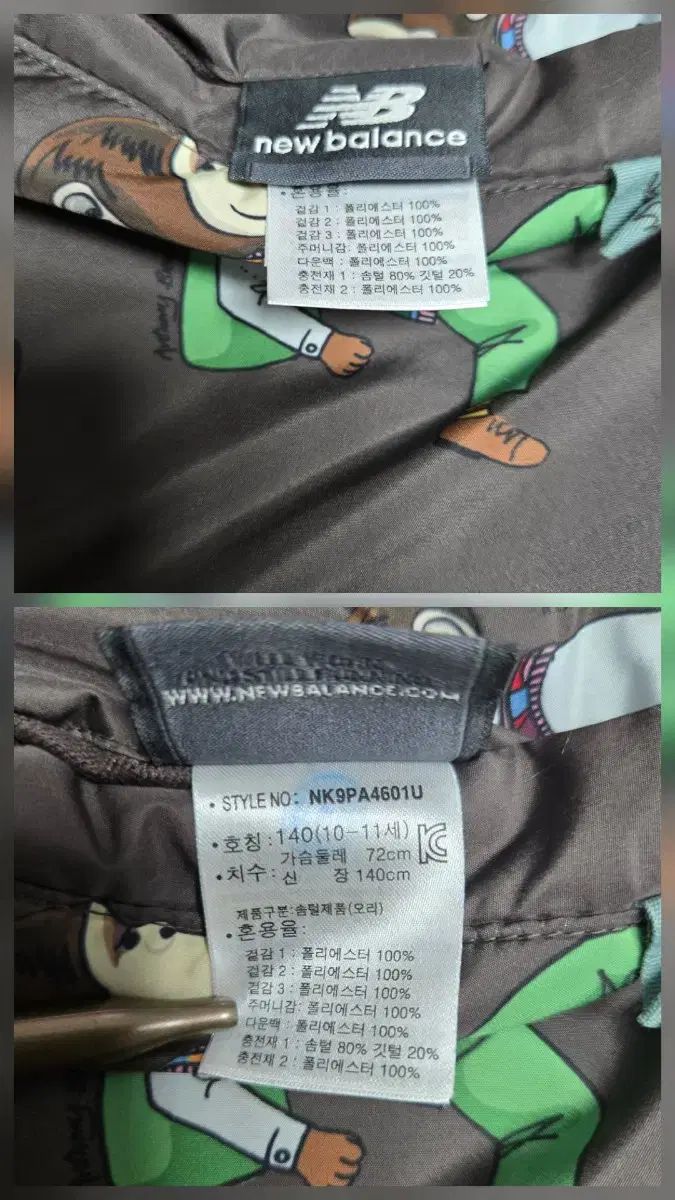 NB
new balance
• 혼용율:
겉감 1 : 폴리에스터 100%
겉감 2 : 폴리에스터 100%
겉감 3 : 폴리에스터 100%
주머니감: 폴리에스터 100%
다운백 : 폴리에스터 100%
충전재 1 : 솜털 80% 깃털 20%
충전재 2 : 폴리에스터 100%
WWW.NEWBALANCE.COM
• STYLE NO: NK9PA4601U
• 호칭 : 140(10-11세)
가슴둘레 72cm
• 치수 : 신 장 140cm
제품구분:솜털제품(오리)
• 혼용율:
겉감 1 : 폴리에스터 100%
겉감 2 : 폴리에스터 100%
겉감 3 : 폴리에스터 100%
주머니감: 폴리에스터 100%
다운백 : 폴리에스터 100%
충전재 1 : 솜털 80% 깃털 20%
충전재 2 : 폴리에스터 100%